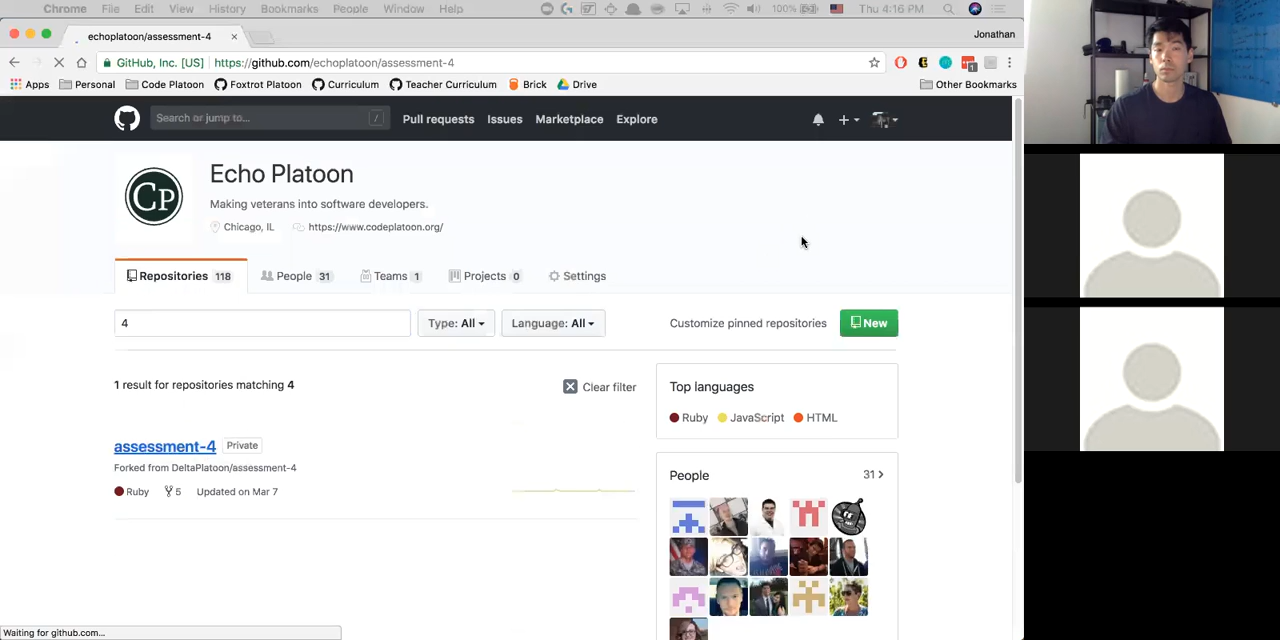 Chrome File Edit View History Bookmarks People Window Help 100% Thu 4:16 PM
echoplatoon/assessment-4 × Jonathan
GitHub, Inc. [US] https://github.com/echoplatoon/assessment-4
Apps Personal Code Platoon Foxtrot Platoon Curriculum Teacher Curriculum Brick Drive Other Bookmarks
Search or jump to... / Pull requests Issues Marketplace Explore
Echo Platoon
CP
Making veterans into software developers.
Chicago, IL https://www.codeplatoon.org/
Repositories 118 People 31 Teams 1 Projects 0 Settings
4 Type: All Language: All Customize pinned repositories New
1 result for repositories matching 4 Clear filter
Top languages
Ruby JavaScript HTML
assessment-4 Private
Forked from DeltaPlatoon/assessment-4
Ruby 5 Updated on Mar 7
People 31
Waiting for github.com...